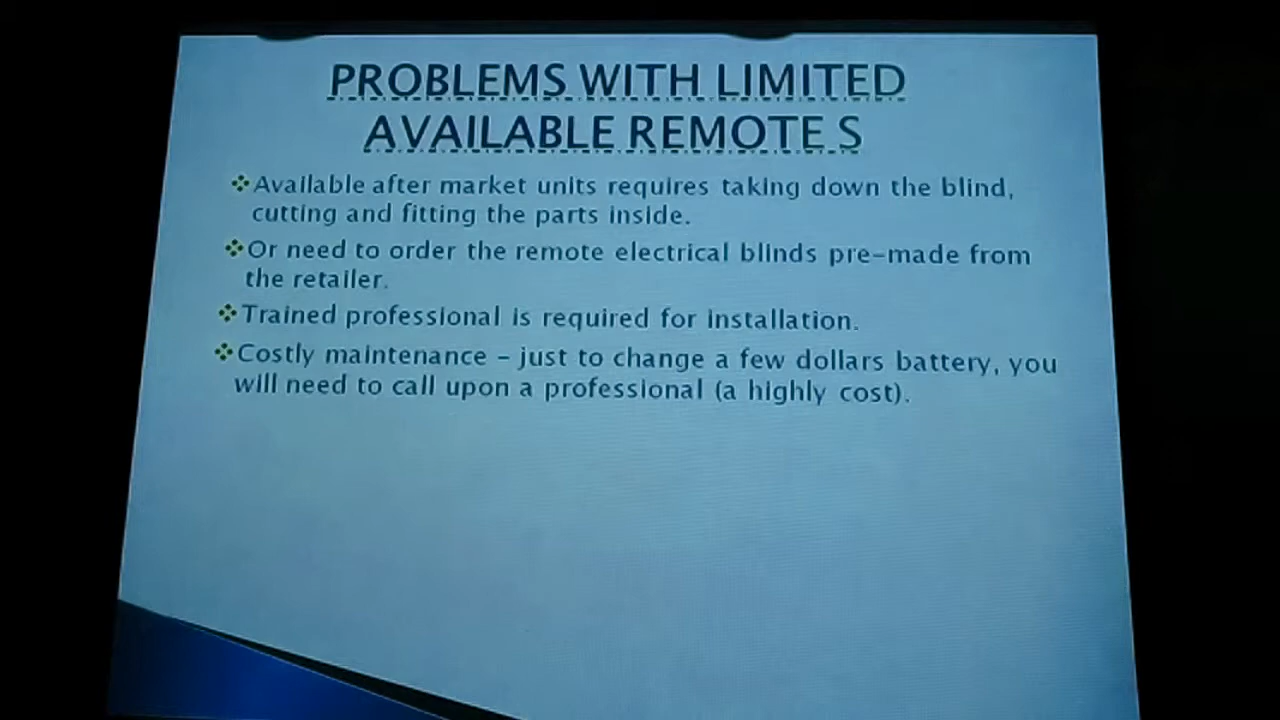 PROBLEMS WITH LIMITED
AVAILABLE REMOTE S
❖Available after market units requires taking down the blind,
cutting and fitting the parts inside.
❖Or need to order the remote electrical blinds pre-made from
the retailer.
❖Trained professional is required for installation.
❖Costly maintenance – just to change a few dollars battery, you
will need to call upon a professional (a highly cost).